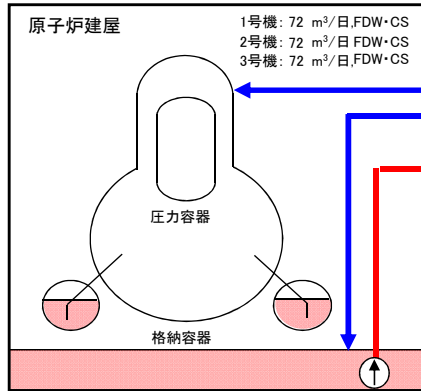 原子炉建屋
1号機: 72 m³/日,FDW・CS
2号機: 72 m³/日,FDW・CS
3号機: 72 m³/日,FDW・CS
圧力容器
格納容器